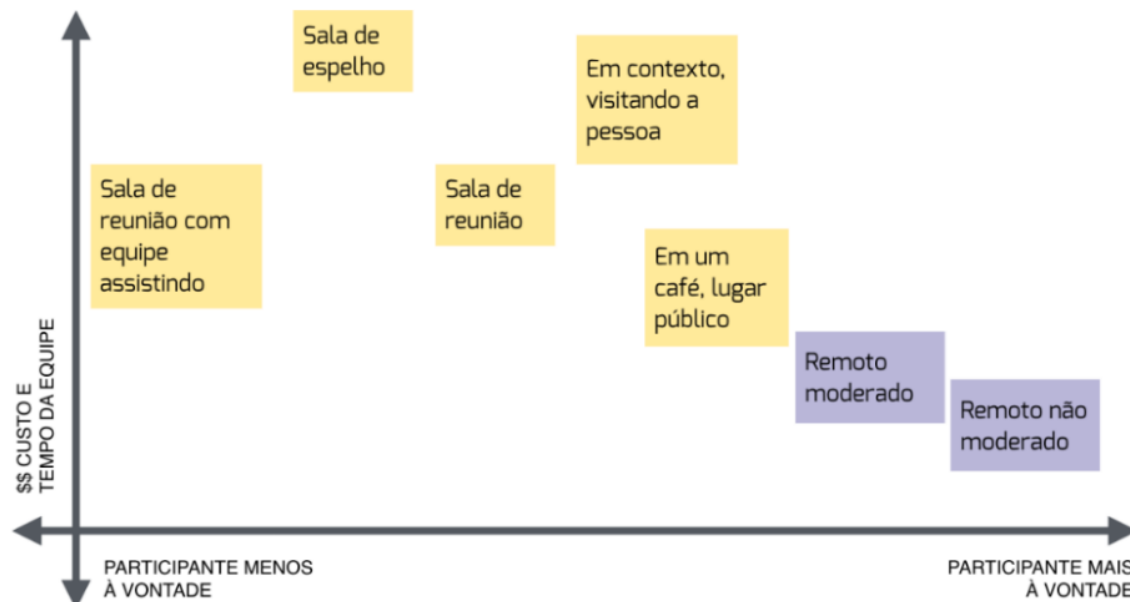 Sala de
espelho
Em contexto,
visitando a
pessoa
Sala de
reunião com
equipe
assistindo
Sala de
reunião
Em um
café, lugar
público
Remoto
moderado
Remoto não
moderado
$$ CUSTO E
TEMPO DA EQUIPE
PARTICIPANTE MENOS
À VONTADE
PARTICIPANTE MAIS
À VONTADE